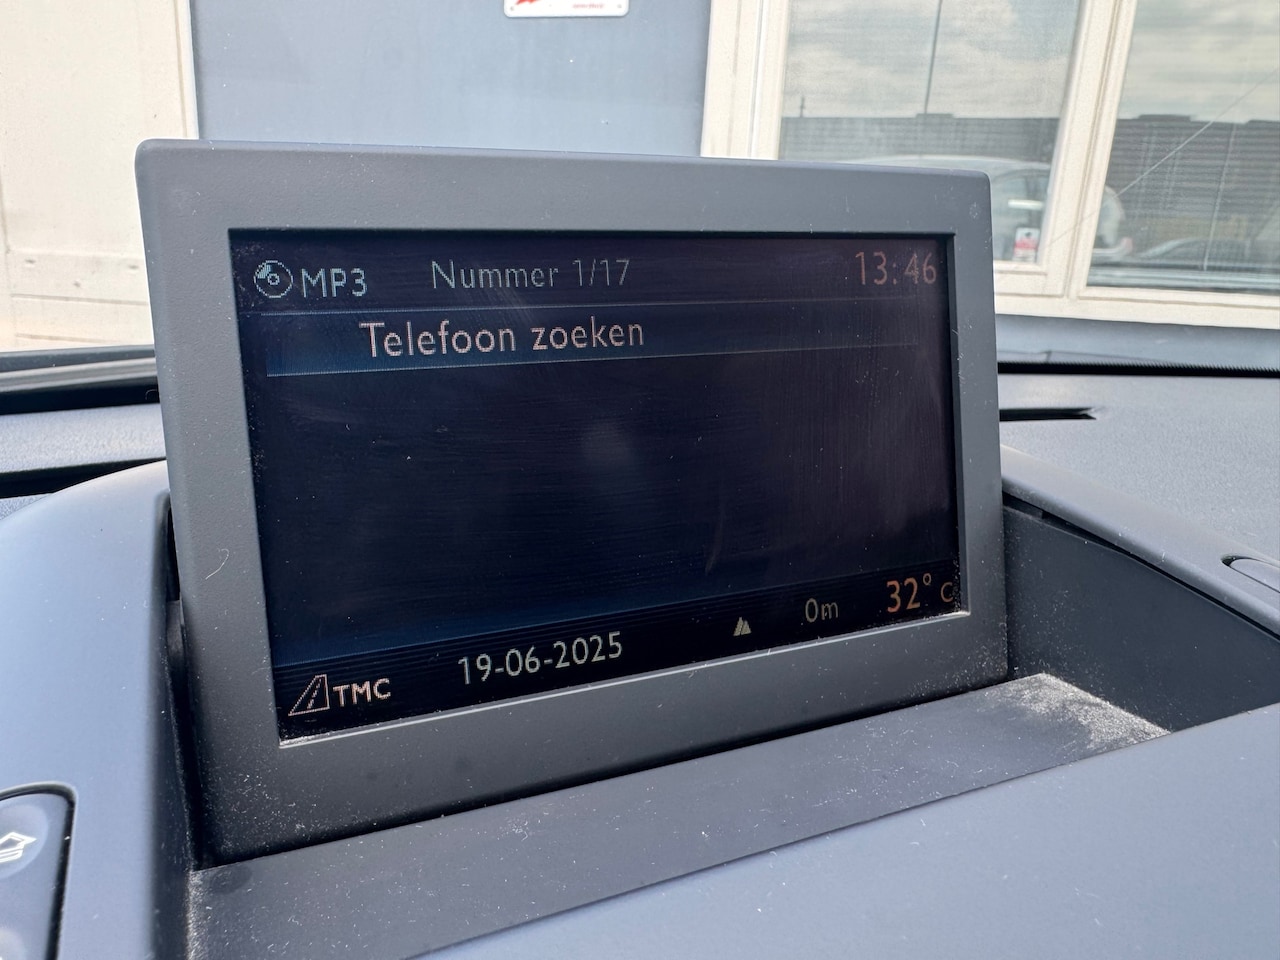 MP3 Nummer 1/17 13:46
Telefoon zoeken
0m 32° C
TMC 19-06-2025